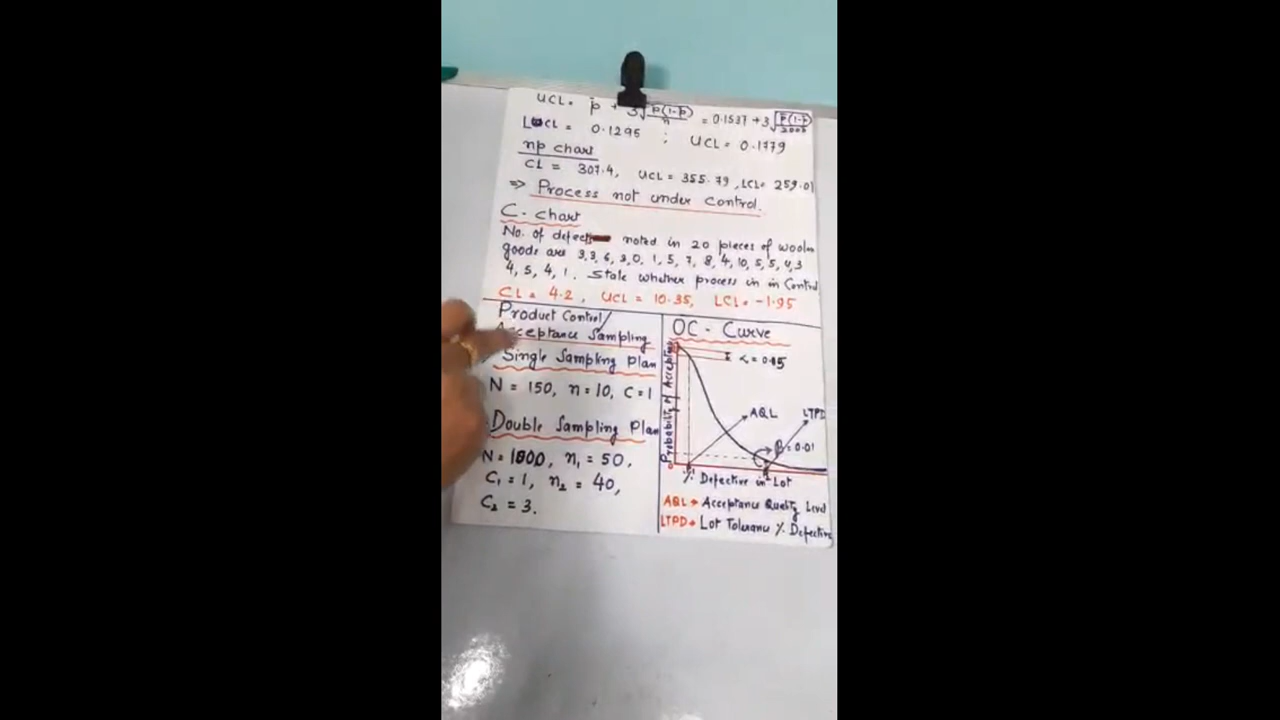 UCL = p̄ + 3√p(1-p)/n = 0.1537 + 3√p(1-p)/2000
LCL = 0.1295 ; UCL = 0.1779
np chart
CL = 307.4, UCL = 355.79, LCL = 259.01
=> Process not under control.
C - chart
No. of defect noted in 20 pieces of woolen
goods are 3,3, 6, 3, 0, 1, 5, 7, 8, 4, 10, 5, 5, 4, 3
4, 5, 4, 1. State whether process in in Control
CL = 4.2, UCL = 10.35, LCL = -1.95
Product Control/
Acceptance Sampling
Single Sampling Plan
N = 150, n = 10, C = 1
Double Sampling Plan
N = 1000, n₁ = 50,
C₁ = 1, n₂ = 40,
C₂ = 3.
OC - Curve
α = 0.05
Probability of Accepting
AQL
LTPD
β = 0.01
% Defective in Lot
AQL → Acceptance Quality Level
LTPD → Lot Tolerance % Defective